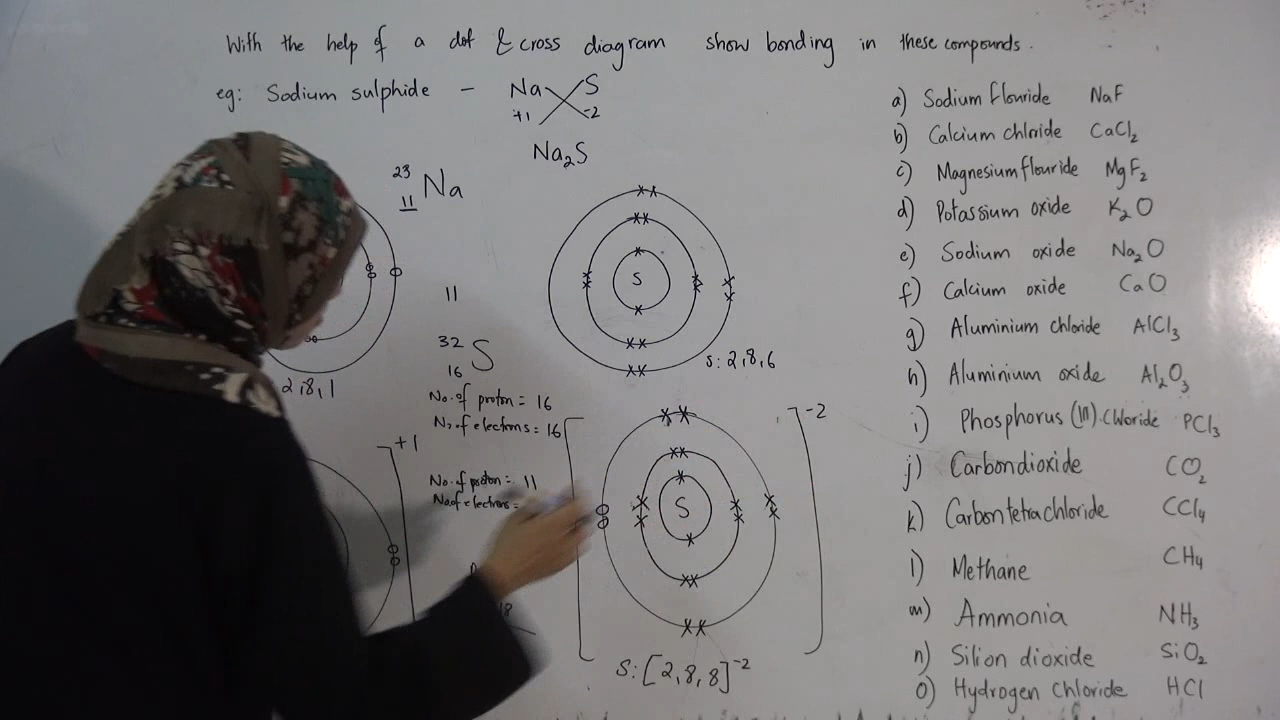 With the help of a dot & cross diagram show bonding in these compounds.
eg: Sodium sulphide – Na S
+1 -2
Na2S
23
11 Na
11
2,8,1
32
16 S
No. of proton = 16
No. of electrons = 16
S
S: 2,8,6
+1
No. of proton = 11
No of electrons =
18
S
-2
S: [2,8,8]-2
a) Sodium flouride NaF
b) Calcium chloride CaCl2
c) Magnesium flouride MgF2
d) Potassium oxide K2O
e) Sodium oxide Na2O
f) Calcium oxide CaO
g) Aluminium chloride AlCl3
h) Aluminium oxide Al2O3
i) Phosphorus (III) Chloride PCl3
j) Carbondioxide CO2
k) Carbontetrachloride CCl4
l) Methane CH4
m) Ammonia NH3
n) Silion dioxide SiO2
o) Hydrogen chloride HCl